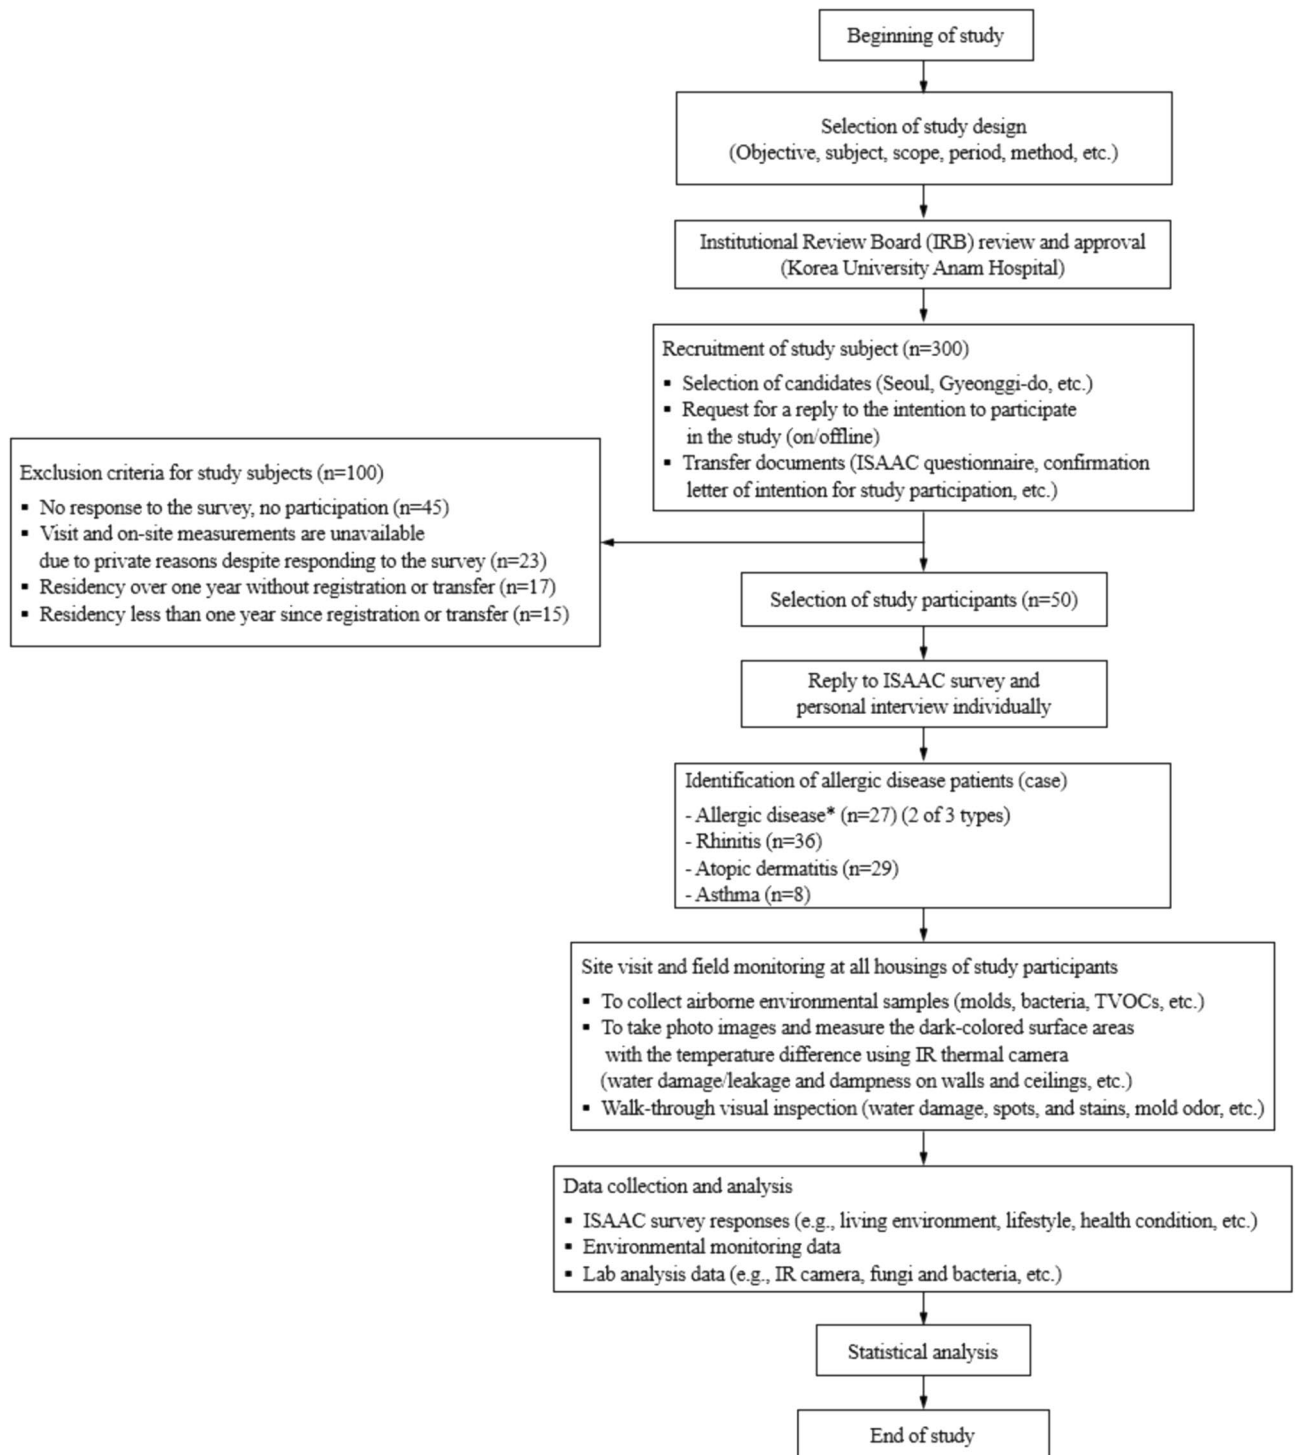 Beginning of study
Selection of study design
(Objective, subject, scope, period, method, etc.)
Institutional Review Board (IRB) review and approval
(Korea University Anam Hospital)
Recruitment of study subject (n=300)
▪ Selection of candidates (Seoul, Gyeonggi-do, etc.)
▪ Request for a reply to the intention to participate
in the study (on/offline)
▪ Transfer documents (ISAAC questionnaire, confirmation
letter of intention for study participation, etc.)
Exclusion criteria for study subjects (n=100)
▪ No response to the survey, no participation (n=45)
▪ Visit and on-site measurements are unavailable
due to private reasons despite responding to the survey (n=23)
▪ Residency over one year without registration or transfer (n=17)
▪ Residency less than one year since registration or transfer (n=15)
Selection of study participants (n=50)
Reply to ISAAC survey and
personal interview individually
Identification of allergic disease patients (case)
- Allergic disease* (n=27) (2 of 3 types)
- Rhinitis (n=36)
- Atopic dermatitis (n=29)
- Asthma (n=8)
Site visit and field monitoring at all housings of study participants
▪ To collect airborne environmental samples (molds, bacteria, TVOCs, etc.)
▪ To take photo images and measure the dark-colored surface areas
with the temperature difference using IR thermal camera
(water damage/leakage and dampness on walls and ceilings, etc.)
▪ Walk-through visual inspection (water damage, spots, and stains, mold odor, etc.)
Data collection and analysis
▪ ISAAC survey responses (e.g., living environment, lifestyle, health condition, etc.)
▪ Environmental monitoring data
▪ Lab analysis data (e.g., IR camera, fungi and bacteria, etc.)
Statistical analysis
End of study